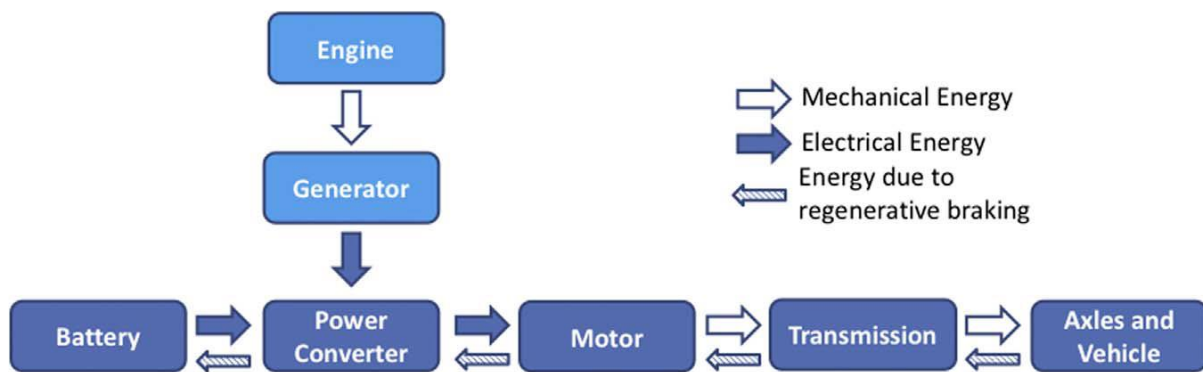 Engine
Mechanical Energy
Electrical Energy
Energy due to
regenerative braking
Generator
Battery
Power
Converter
Motor
Transmission
Axles and
Vehicle